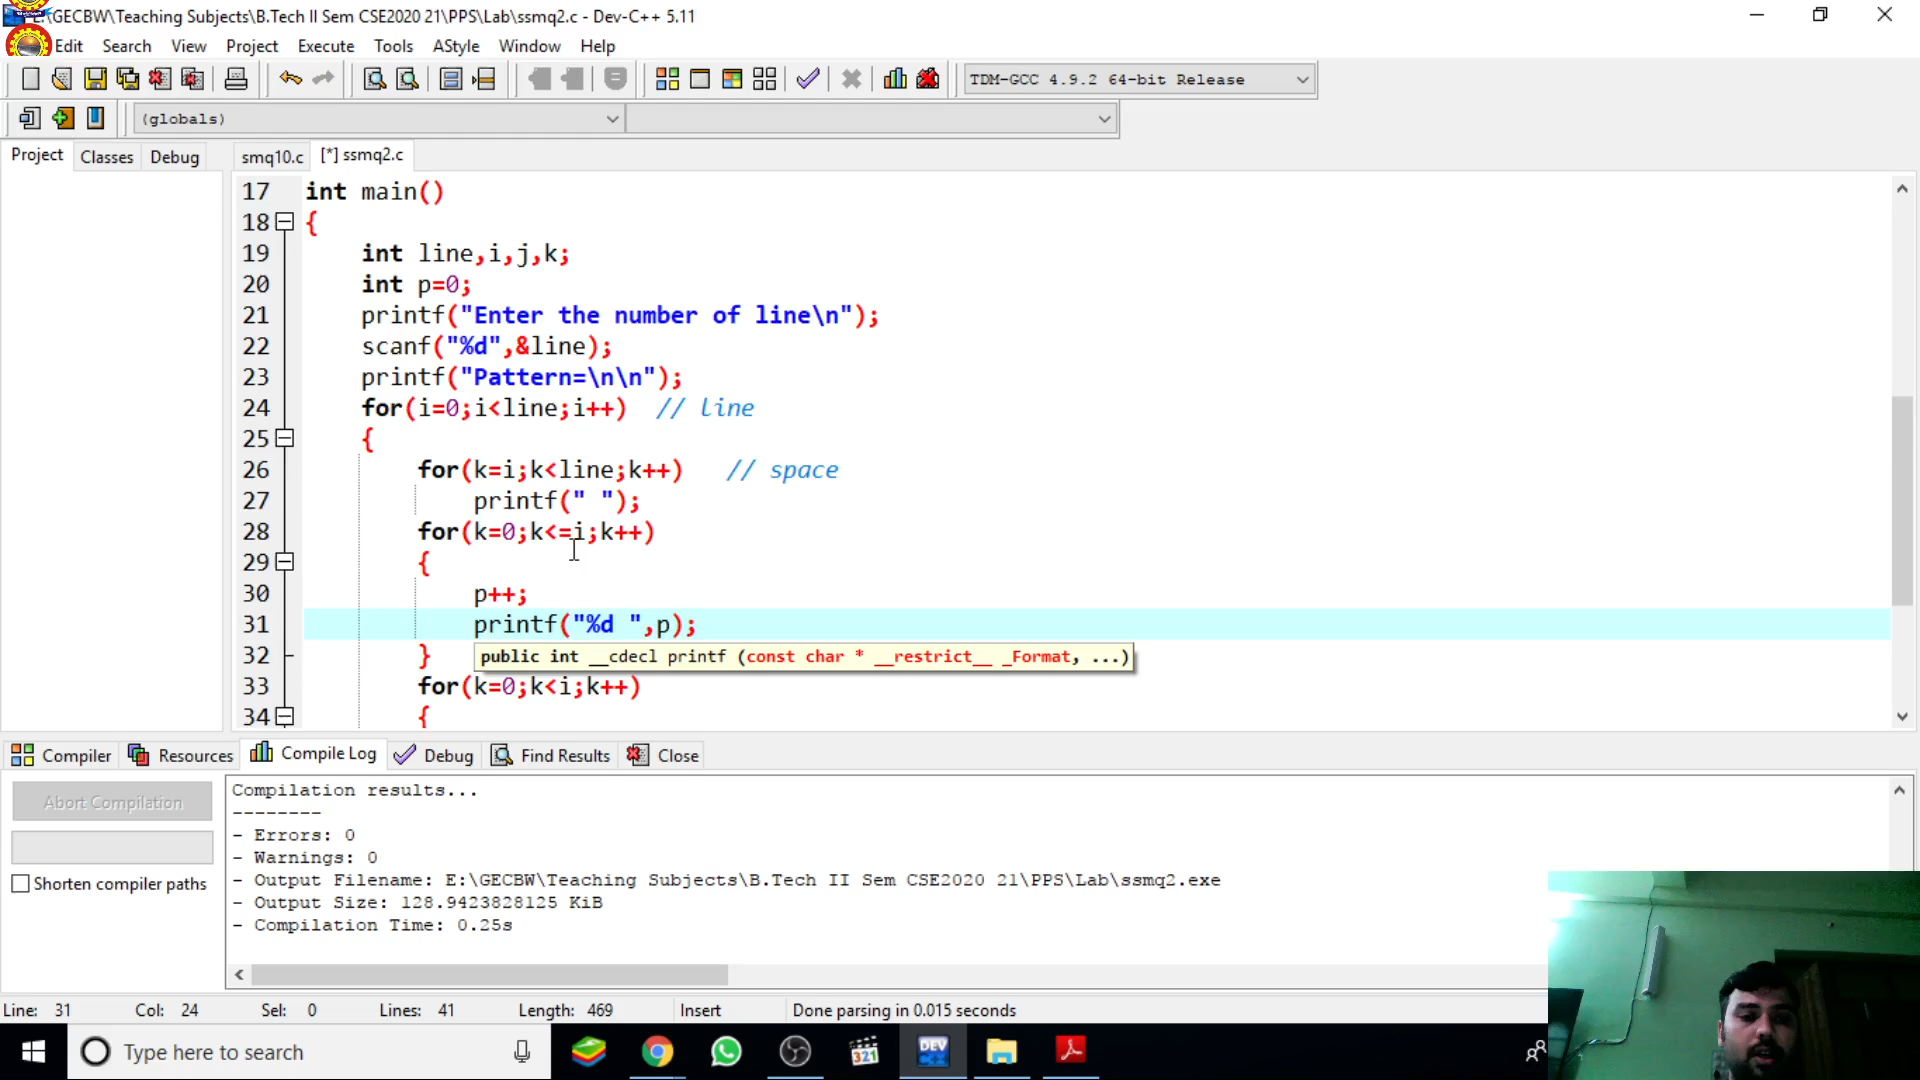 E:\GECBW\Teaching Subjects\B.Tech II Sem CSE2020 21\PPS\Lab\ssmq2.c - Dev-C++ 5.11
Edit Search View Project Execute Tools AStyle Window Help
TDM-GCC 4.9.2 64-bit Release
(globals)
Project Classes Debug smq10.c [*] ssmq2.c
17 int main()
18 {
19 int line,i,j,k;
20 int p=0;
21 printf("Enter the number of line\n");
22 scanf("%d",&line);
23 printf("Pattern=\n\n");
24 for(i=0;i<line;i++) // line
25 {
26 for(k=i;k<line;k++) // space
27 printf(" ");
28 for(k=0;k<=i;k++)
29 {
30 p++;
31 printf("%d ",p);
32 }
public int __cdecl printf (const char * __restrict__ _Format, ...)
33 for(k=0;k<i;k++)
34 {
Compiler Resources Compile Log Debug Find Results Close
Abort Compilation
Shorten compiler paths
Compilation results...
--------
- Errors: 0
- Warnings: 0
- Output Filename: E:\GECBW\Teaching Subjects\B.Tech II Sem CSE2020 21\PPS\Lab\ssmq2.exe
- Output Size: 128.9423828125 KiB
- Compilation Time: 0.25s
Line: 31 Col: 24 Sel: 0 Lines: 41 Length: 469 Insert Done parsing in 0.015 seconds
Type here to search
321
DEV
C++